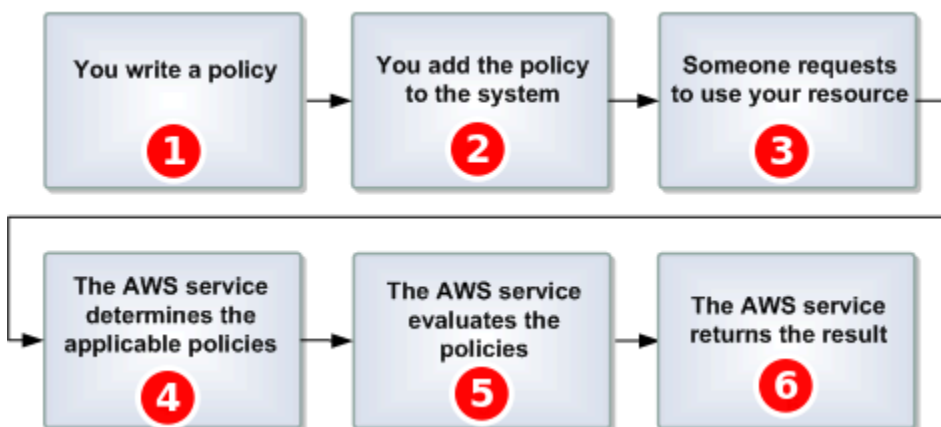 You write a policy
1
You add the policy
to the system
2
Someone requests
to use your resource
3
The AWS service
determines the
applicable policies
4
The AWS service
evaluates the
policies
5
The AWS service
returns the result
6